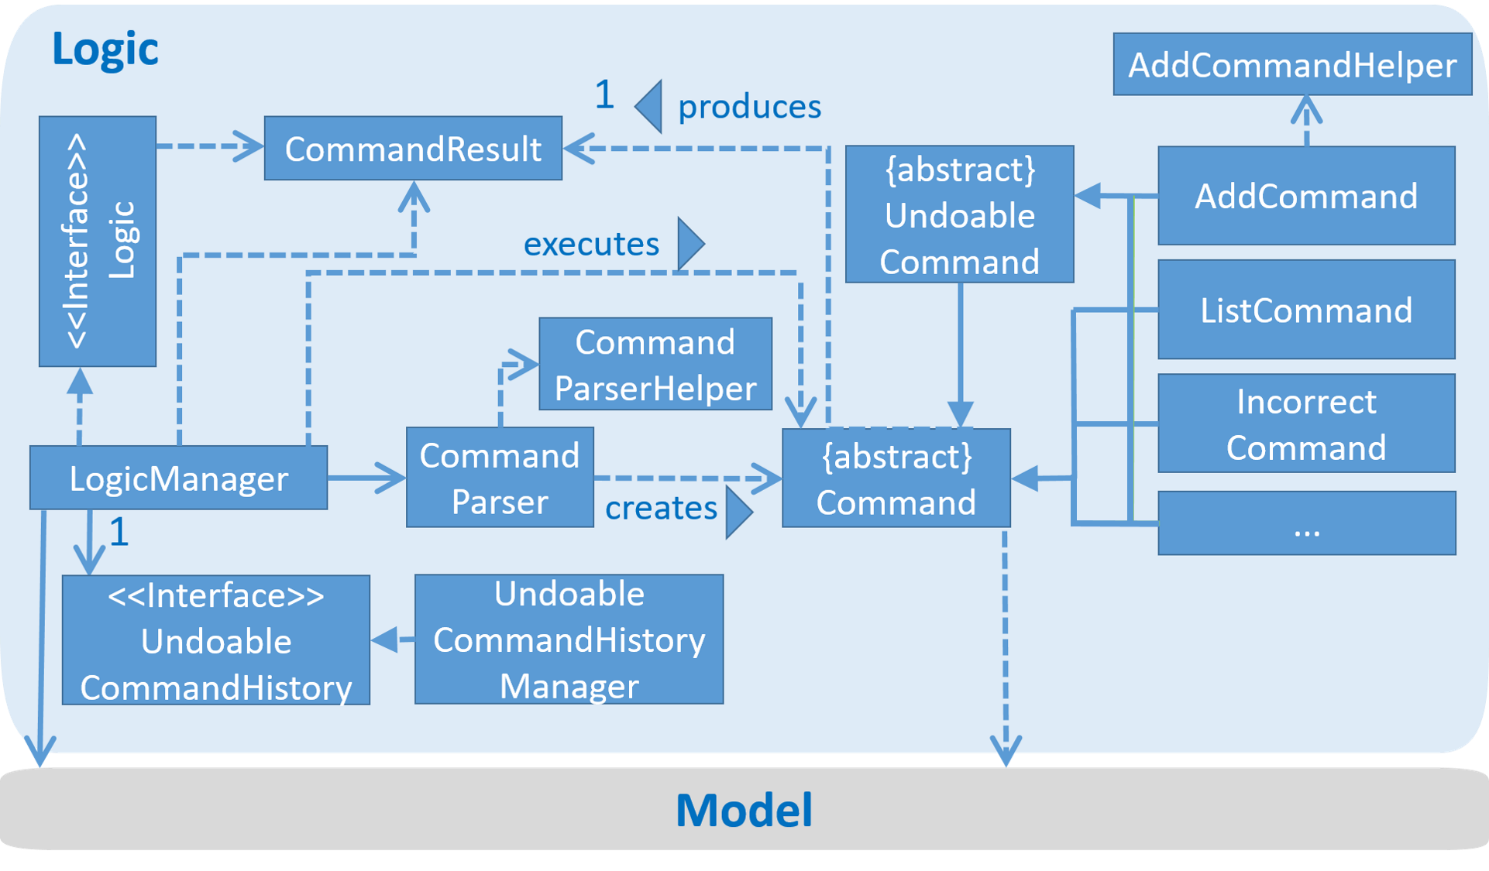 Logic
AddCommandHelper
1
produces
<<Interface>>
Logic
CommandResult
{abstract}
Undoable
Command
AddCommand
executes
ListCommand
Command
ParserHelper
Incorrect
Command
LogicManager
Command
Parser
creates
{abstract}
Command
...
1
<<Interface>>
Undoable
CommandHistory
Undoable
CommandHistory
Manager
Model